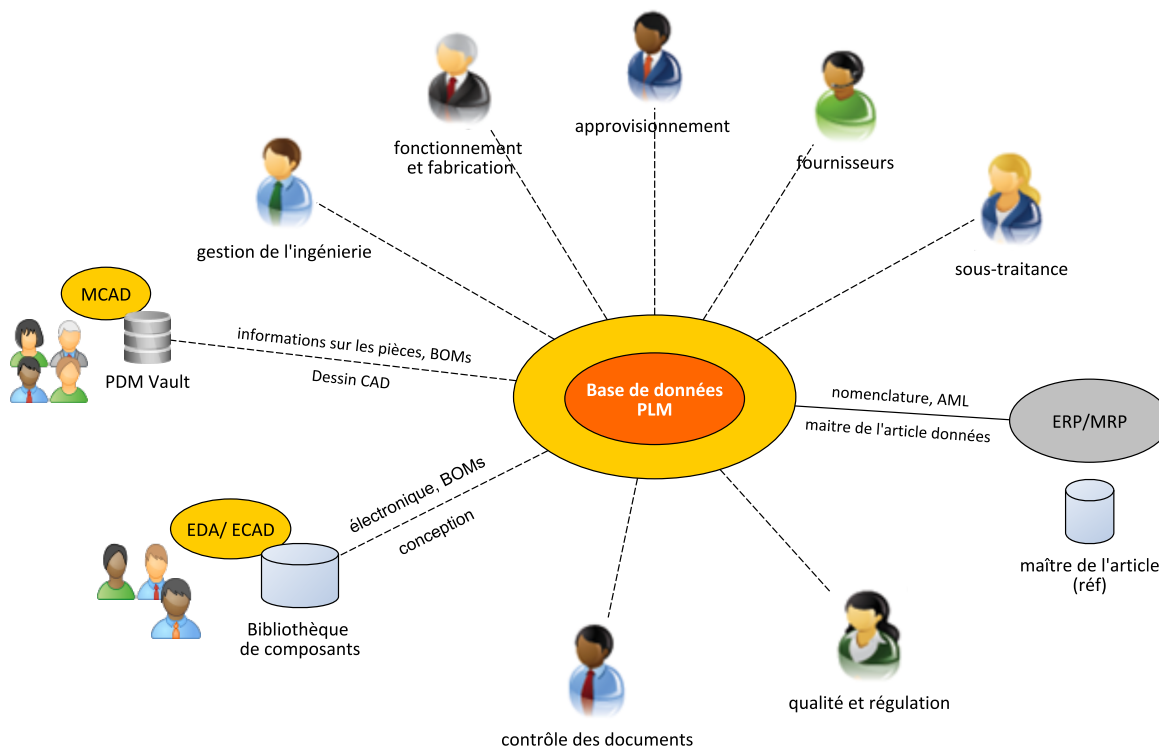 approvisionnement
fonctionnement
et fabrication
fournisseurs
gestion de l'ingénierie
sous-traitance
MCAD
PDM Vault
informations sur les pièces, BOMs
Dessin CAD
Base de données
PLM
nomenclature, AML
maitre de l'article données
ERP/MRP
maître de l'article
(réf)
électronique, BOMs
conception
EDA/ ECAD
Bibliothèque
de composants
qualité et régulation
contrôle des documents